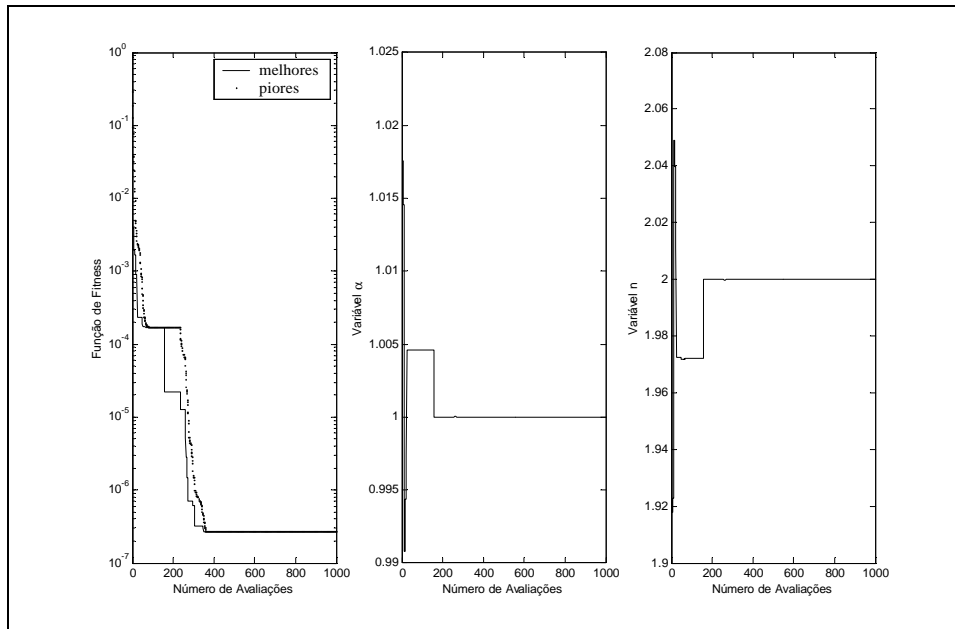 10^0
10^-1
10^-2
10^-3
10^-4
10^-5
10^-6
10^-7
Função de Fitness
melhores
piores
0 200 400 600 800 1000
Número de Avaliações
1.025
1.02
1.015
1.01
1.005
1
0.995
0.99
Variável α
0 200 400 600 800 1000
Número de Avaliações
2.08
2.06
2.04
2.02
2
1.98
1.96
1.94
1.92
1.9
Variável n
0 200 400 600 800 1000
Número de Avaliações